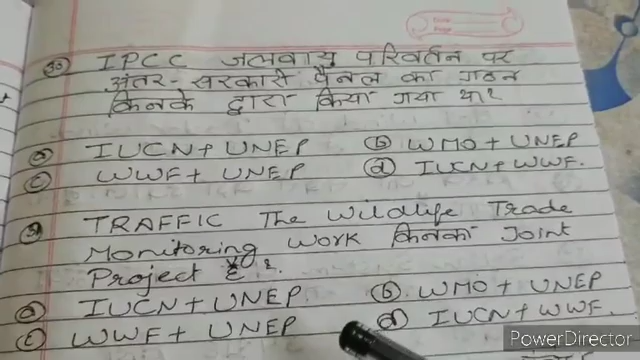 IPCC जलवायु परिवर्तन पर
अंतर-सरकारी पैनल का गठन
किनके द्वारा किया गया था?
(a) IUCN + UNEP (b) WMO + UNEP
(c) WWF + UNEP (d) IUCN + WWF.
TRAFFIC The Wildlife Trade
Monitoring Work किनका Joint
Project है?
(a) IUCN + UNEP (b) WMO + UNEP
(c) WWF + UNEP (d) IUCN + WWF.
PowerDirector